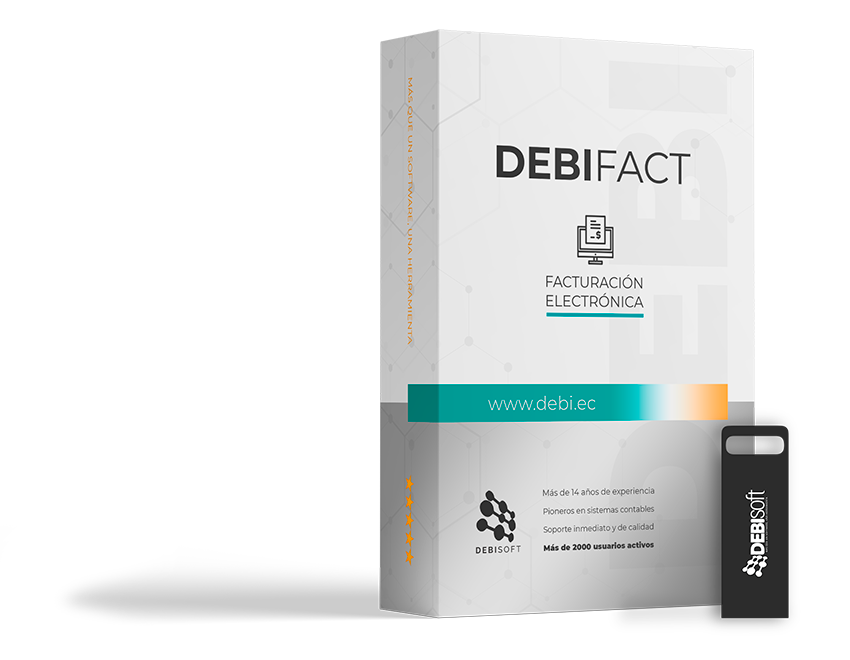 MÁS QUE UN SOFTWARE, UNA HERRAMIENTA
DEBIFACT
$
FACTURACIÓN
ELECTRÓNICA
www.debi.ec
DEBISOFT
Más de 14 años de experiencia
Pioneros en sistemas contables
Soporte inmediato y de calidad
Más de 2000 usuarios activos
DEBI
DEBISOFT